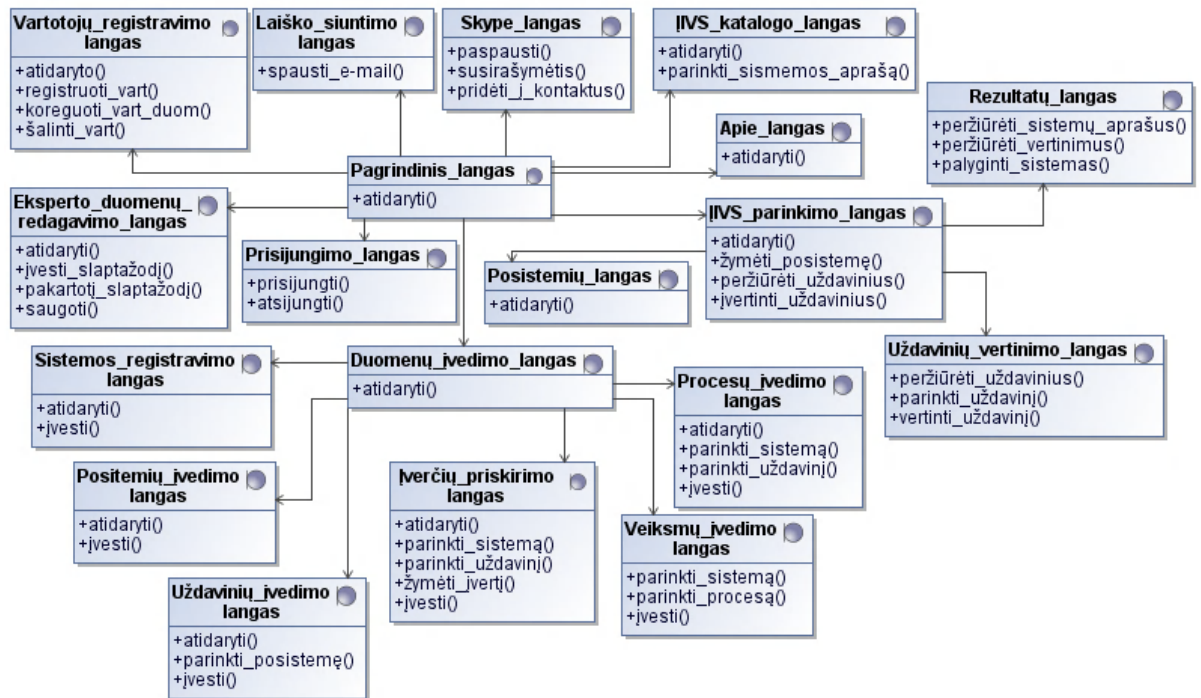 Vartotojų_registravimo
langas
+atidaryto()
+registruoti_vart()
+koreguoti_vart_duom()
+šalinti_vart()
Laiško_siuntimo
langas
+spausti_e-mail()
Skype_langas
+paspausti()
+susirašymėtis()
+pridėti_į_kontaktus()
ĮIVS_katalogo_langas
+atidaryti()
+parinkti_sismemos_aprašą()
Rezultatų_langas
+peržiūrėti_sistemų_aprašus()
+peržiūrėti_vertinimus()
+palyginti_sistemas()
Apie_langas
+atidaryti()
Pagrindinis_langas
+atidaryti()
Eksperto_duomenų_
redagavimo_langas
+atidaryti()
+įvesti_slaptažodį()
+pakartotį_slaptažodį()
+saugoti()
Prisijungimo_langas
+prisijungti()
+atsijungti()
Posistemių_langas
+atidaryti()
ĮIVS_parinkimo_langas
+atidaryti()
+žymėti_posistemę()
+peržiūrėti_uždavinius()
+įvertinti_uždavinius()
Uždavinių_vertinimo_langas
+peržiūrėti_uždavinius()
+parinkti_uždavinį()
+vertinti_uždavinį()
Sistemos_registravimo
langas
+atidaryti()
+įvesti()
Duomenų_įvedimo_langas
+atidaryti()
Procesų_įvedimo
langas
+atidaryti()
+parinkti_sistemą()
+parinkti_uždavinį()
+įvesti()
Positemių_įvedimo
langas
+atidaryti()
+įvesti()
Įverčių_priskirimo
langas
+atidaryti()
+parinkti_sistemą()
+parinkti_uždavinį()
+žymėti_įvertį()
+įvesti()
Veiksmų_įvedimo
langas
+parinkti_sistemą()
+parinkti_procesą()
+įvesti()
Uždavinių_įvedimo
langas
+atidaryti()
+parinkti_posistemę()
+įvesti()